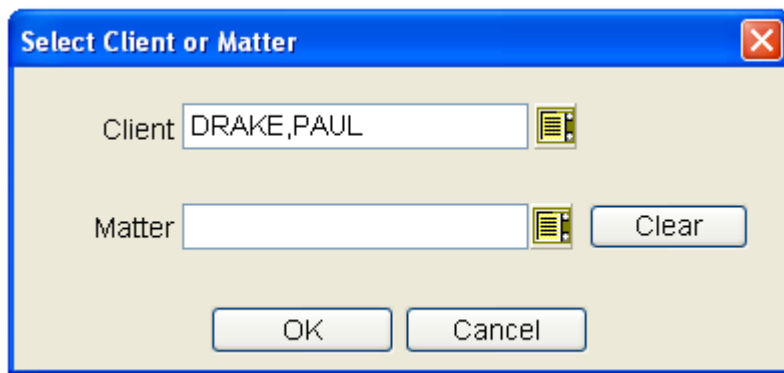 Select Client or Matter
Client DRAKE,PAUL
Matter Clear
OK Cancel